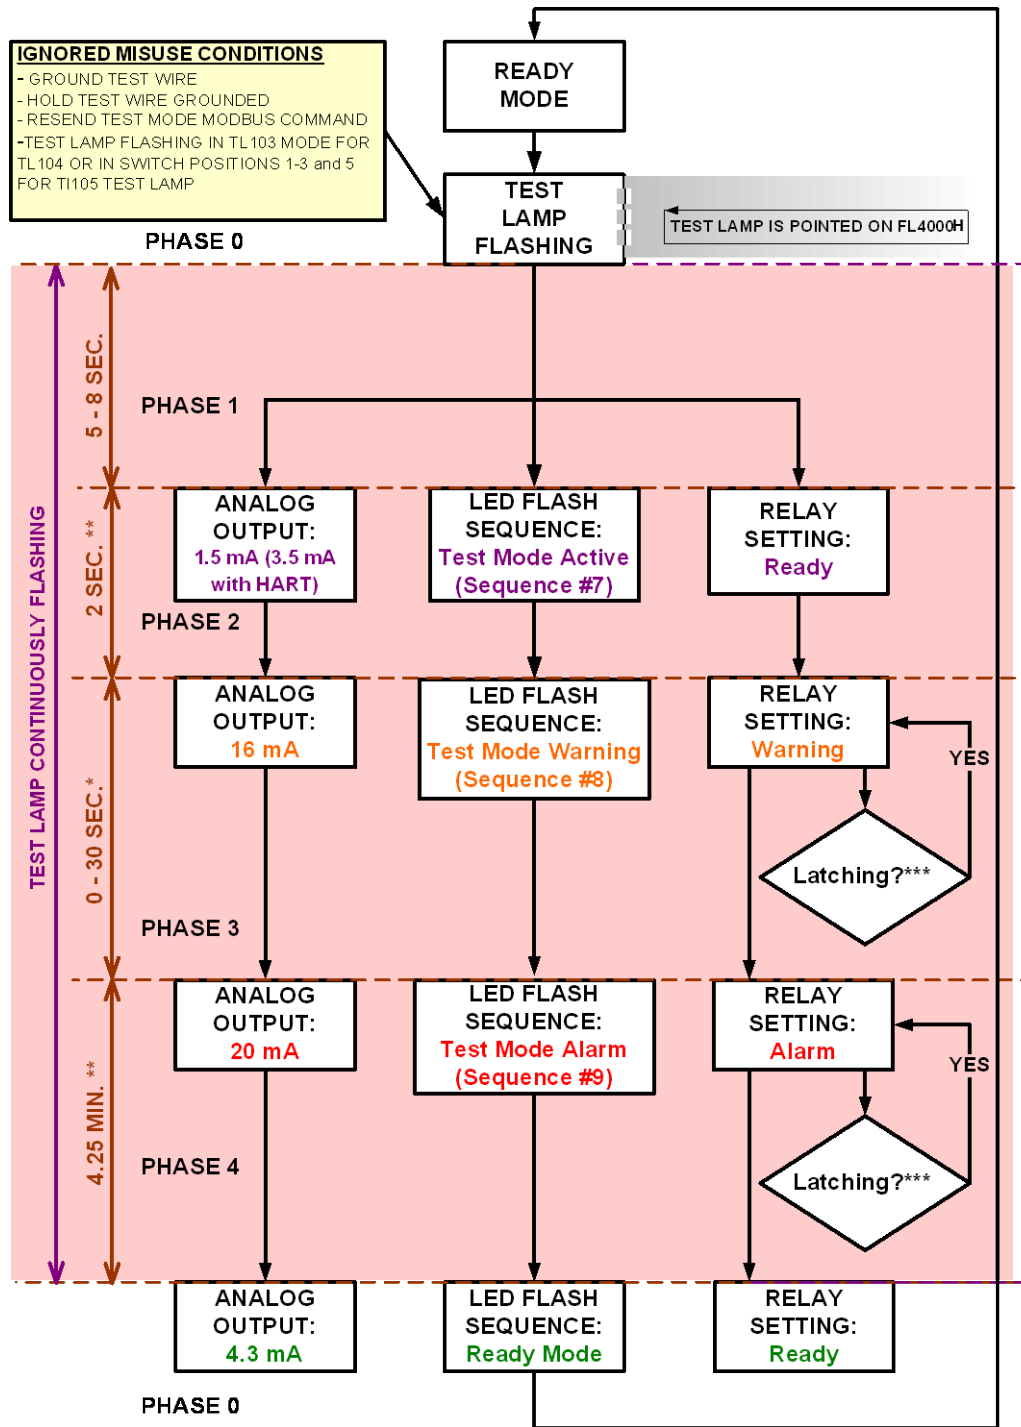 IGNORED MISUSE CONDITIONS
- GROUND TEST WIRE
- HOLD TEST WIRE GROUNDED
- RESEND TEST MODE MODBUS COMMAND
-TEST LAMP FLASHING IN TL103 MODE FOR
TL104 OR IN SWITCH POSITIONS 1-3 and 5
FOR Tl105 TEST LAMP
READY
MODE
TEST
LAMP
FLASHING
TEST LAMP IS POINTED ON FL4000H
PHASE 0
TEST LAMP CONTINUOUSLY FLASHING
5 - 8 SEC.
PHASE 1
2 SEC. **
ANALOG
OUTPUT:
1.5 mA (3.5 mA
with HART)
LED FLASH
SEQUENCE:
Test Mode Active
(Sequence #7)
RELAY
SETTING:
Ready
PHASE 2
0 - 30 SEC.*
ANALOG
OUTPUT:
16 mA
LED FLASH
SEQUENCE:
Test Mode Warning
(Sequence #8)
RELAY
SETTING:
Warning
YES
Latching?***
PHASE 3
4.25 MIN. **
ANALOG
OUTPUT:
20 mA
LED FLASH
SEQUENCE:
Test Mode Alarm
(Sequence #9)
RELAY
SETTING:
Alarm
YES
Latching?***
PHASE 4
ANALOG
OUTPUT:
4.3 mA
LED FLASH
SEQUENCE:
Ready Mode
RELAY
SETTING:
Ready
PHASE 0